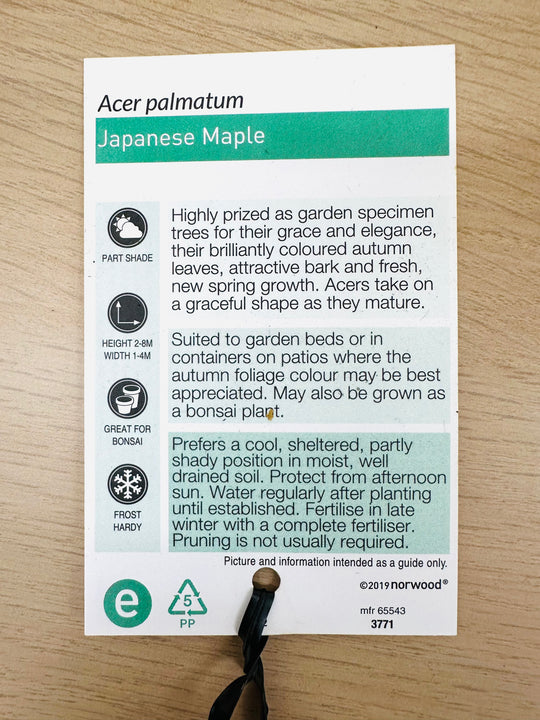 Acer palmatum
Japanese Maple
PART SHADE
HEIGHT 2-8M
WIDTH 1-4M
GREAT FOR
BONSAI
FROST
HARDY
Highly prized as garden specimen
trees for their grace and elegance,
their brilliantly coloured autumn
leaves, attractive bark and fresh,
new spring growth. Acers take on
a graceful shape as they mature.
Suited to garden beds or in
containers on patios where the
autumn foliage colour may be best
appreciated. May also be grown as
a bonsai plant.
Prefers a cool, sheltered, partly
shady position in moist, well
drained soil. Protect from afternoon
sun. Water regularly after planting
until established. Fertilise in late
winter with a complete fertiliser.
Pruning is not usually required.
Picture and information intended as a guide only.
©2019 norwood®
e
5
PP
mfr 65543
3771